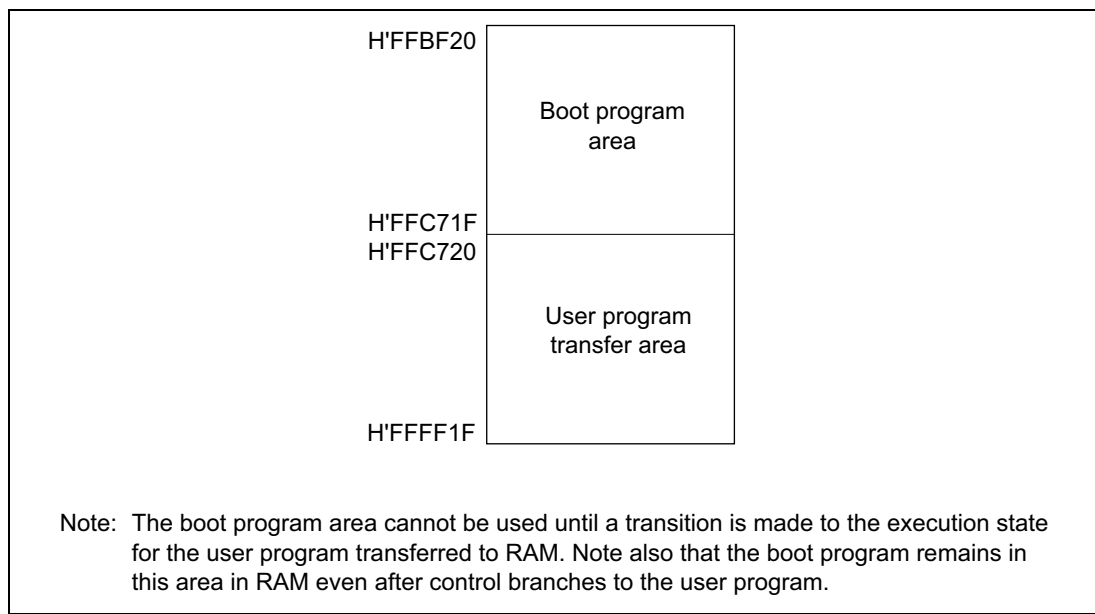 H'FFBF20
Boot program
area
H'FFC71F
H'FFC720
User program
transfer area
H'FFFF1F
Note: The boot program area cannot be used until a transition is made to the execution state
for the user program transferred to RAM. Note also that the boot program remains in
this area in RAM even after control branches to the user program.